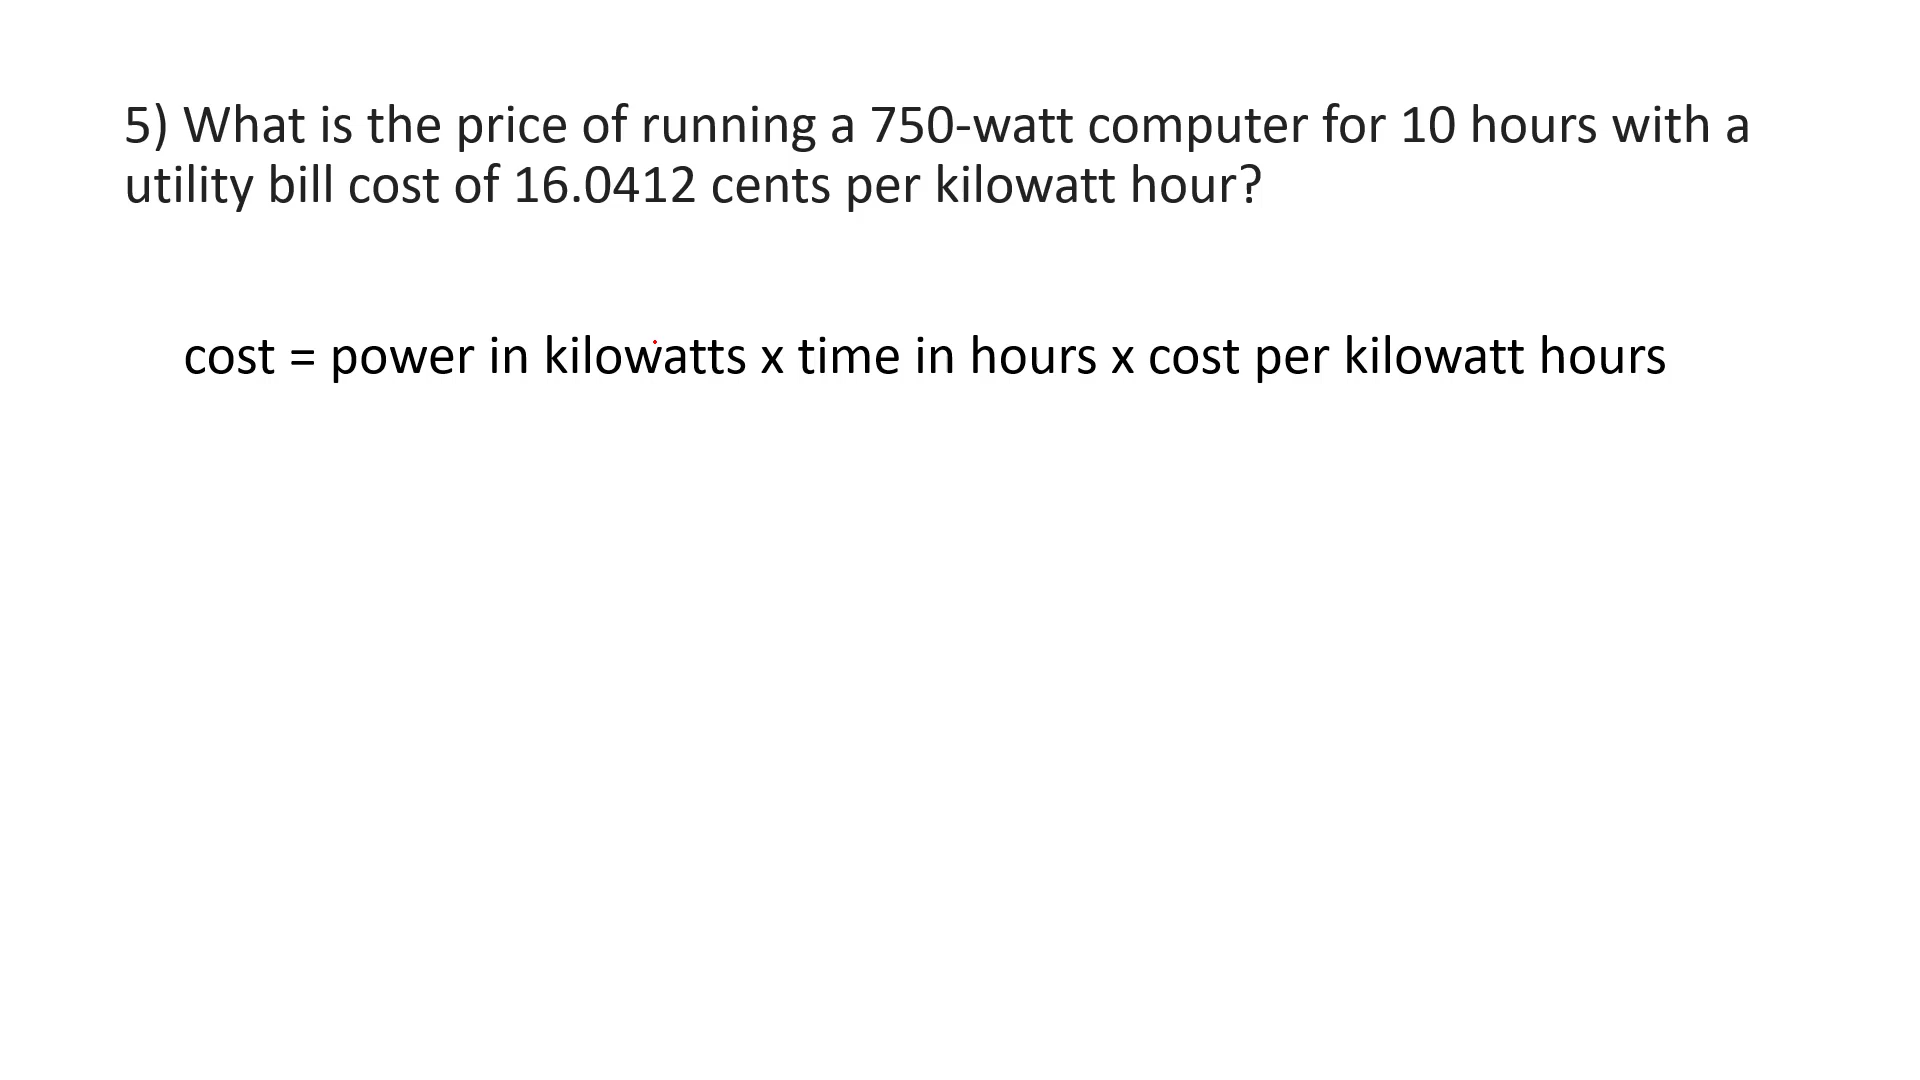 5) What is the price of running a 750-watt computer for 10 hours with a
utility bill cost of 16.0412 cents per kilowatt hour?
cost = power in kilowatts x time in hours x cost per kilowatt hours